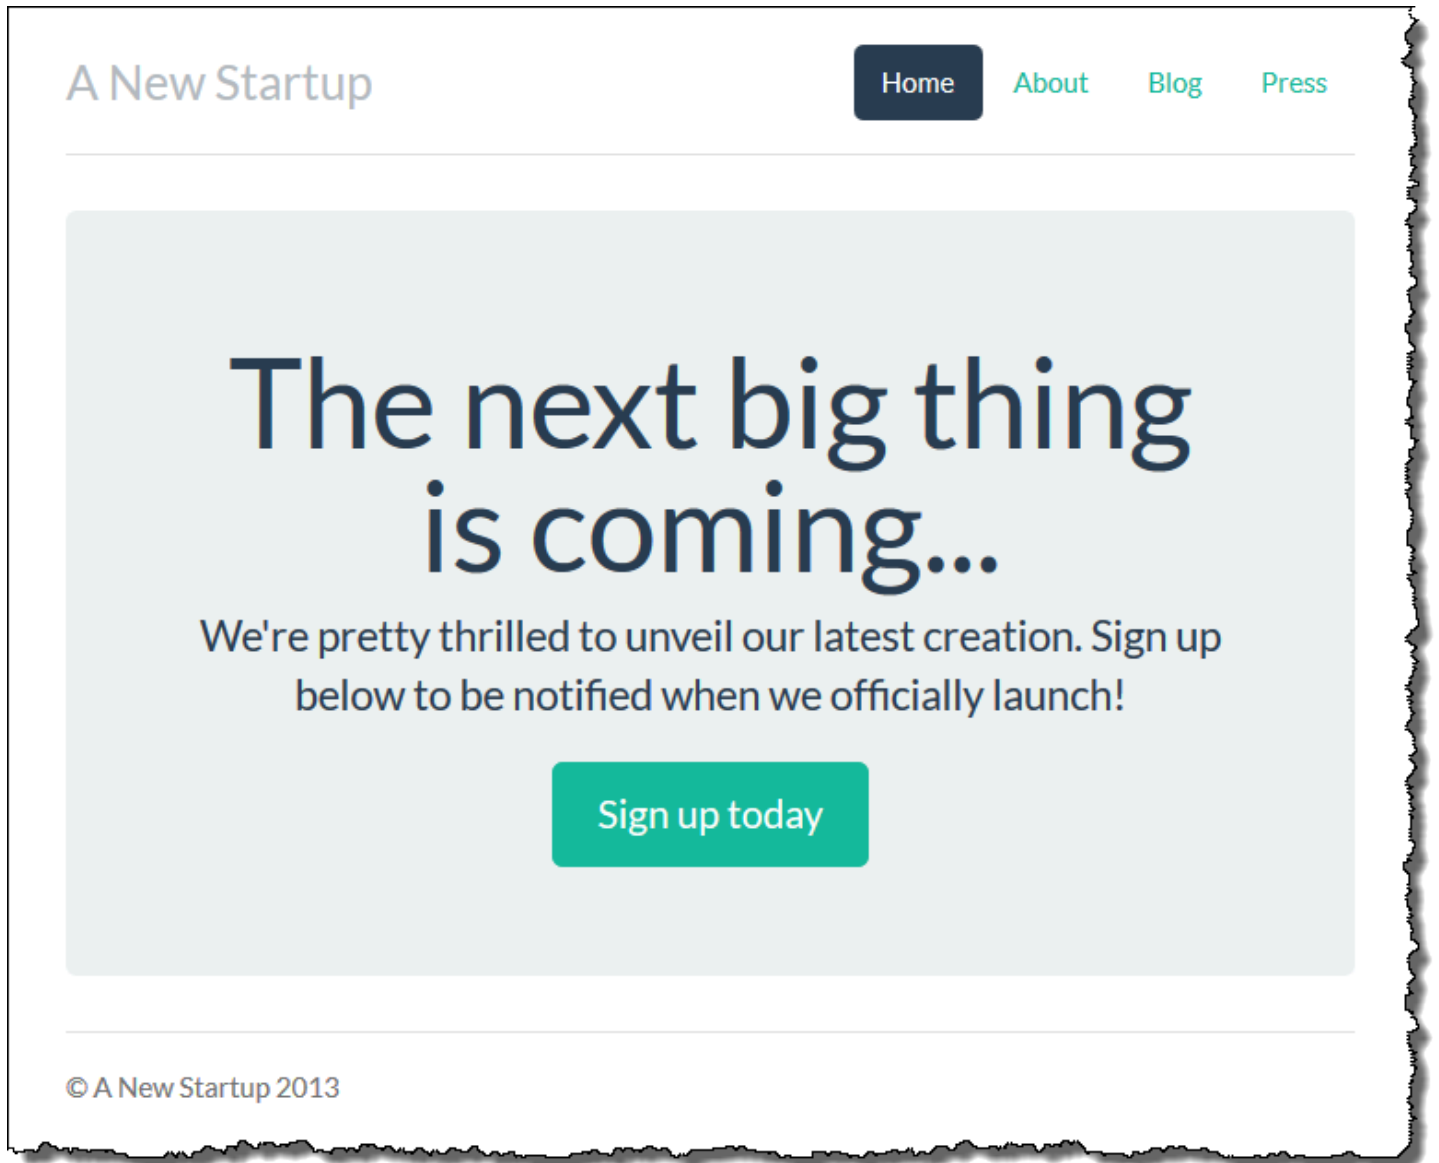 A New Startup
Home About Blog Press
The next big thing
is coming...
We're pretty thrilled to unveil our latest creation. Sign up
below to be notified when we officially launch!
Sign up today
© A New Startup 2013